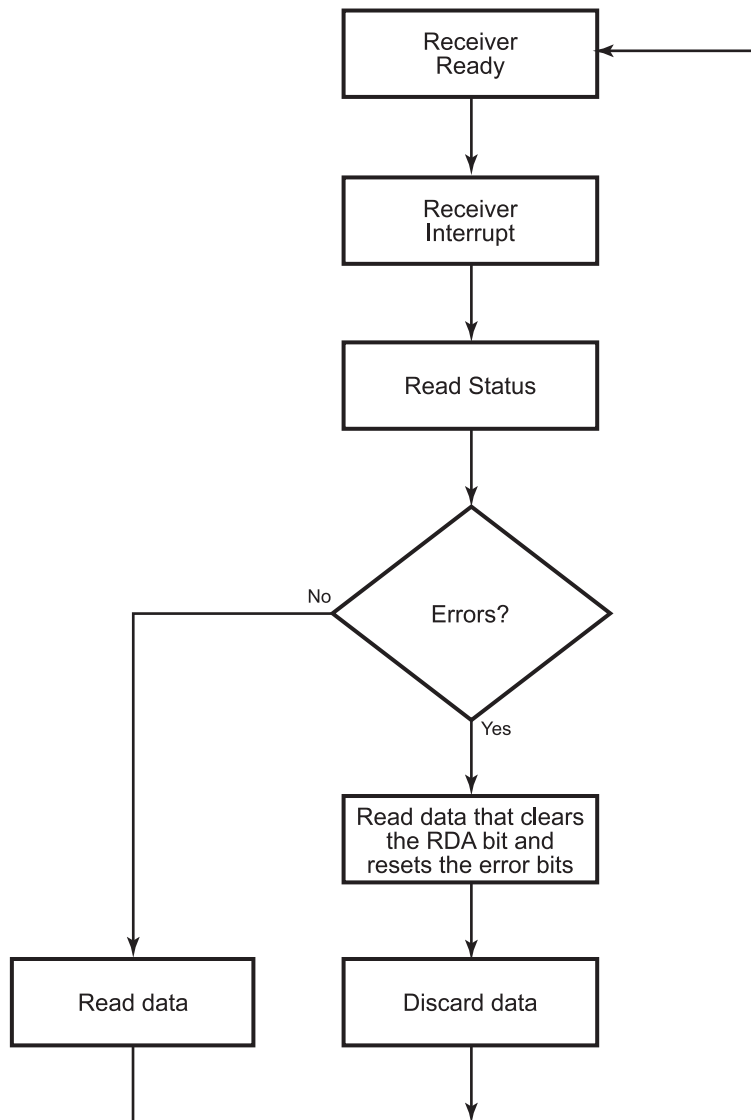 Receiver
Ready
Receiver
Interrupt
Read Status
Errors?
No
Yes
Read data that clears
the RDA bit and
resets the error bits
Read data
Discard data